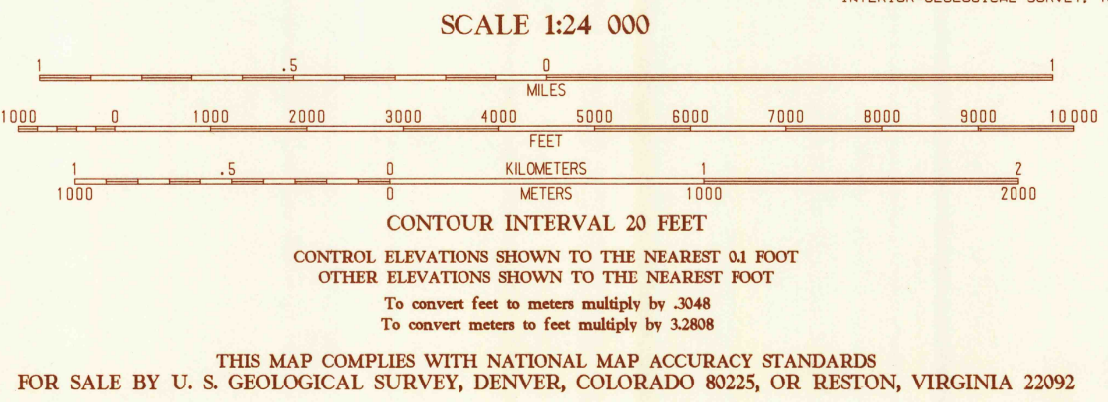 SCALE 1:24 000
1 .5 0 1
MILES
1000 0 1000 2000 3000 4000 5000 6000 7000 8000 9000 10 000
FEET
1 .5 0 KILOMETERS 1 2
1000 0 METERS 1000 2000
CONTOUR INTERVAL 20 FEET
CONTROL ELEVATIONS SHOWN TO THE NEAREST 0.1 FOOT
OTHER ELEVATIONS SHOWN TO THE NEAREST FOOT
To convert feet to meters multiply by .3048
To convert meters to feet multiply by 3.2808
THIS MAP COMPLIES WITH NATIONAL MAP ACCURACY STANDARDS
FOR SALE BY U. S. GEOLOGICAL SURVEY, DENVER, COLORADO 80225, OR RESTON, VIRGINIA 22092